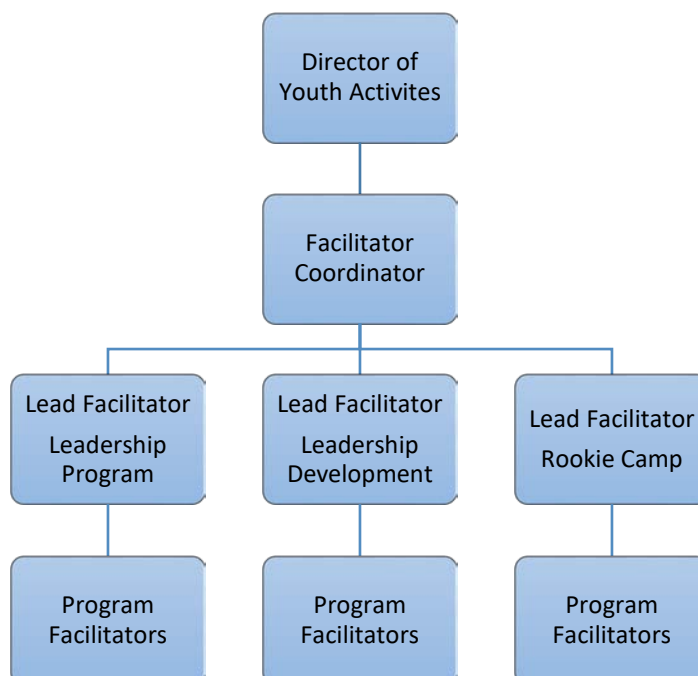 Director of
Youth Activites
Facilitator
Coordinator
Lead Facilitator
Leadership
Program
Lead Facilitator
Leadership
Development
Lead Facilitator
Rookie Camp
Program
Facilitators
Program
Facilitators
Program
Facilitators